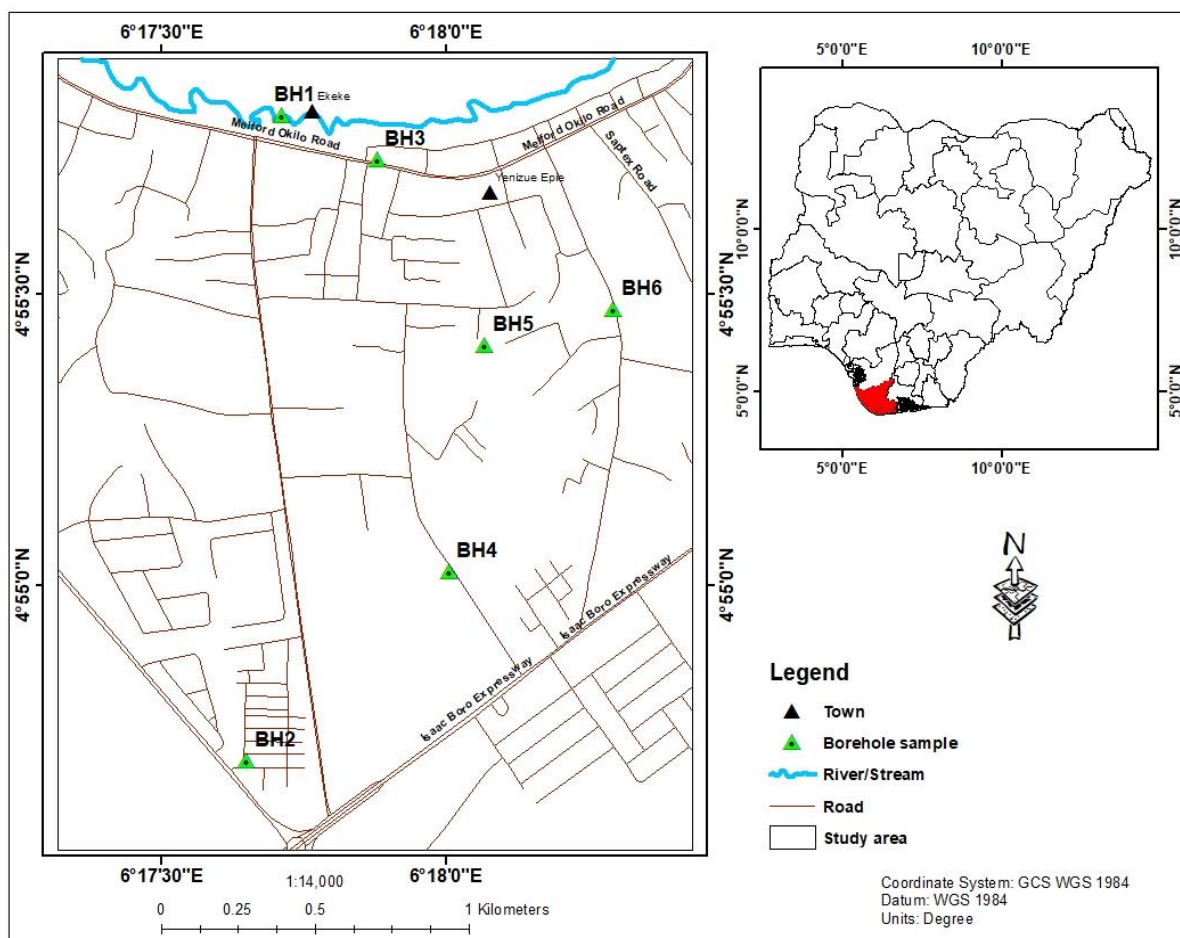 6°17'30"E
6°18'0"E
BH1
Ekeke
Melford Okilo Road
BH3
Melford Okilo Road
Saptex Road
Yenizue Epie
4°55'30"N
4°55'30"N
BH6
BH5
4°55'0"N
4°55'0"N
BH4
Isaac Boro Expressway
Isaac Boro Expressway
BH2
6°17'30"E
6°18'0"E
1:14,000
0 0.25 0.5 1 Kilometers
5°0'0"E
10°0'0"E
10°0'0"N
10°0'0"N
5°0'0"N
5°0'0"N
5°0'0"E
10°0'0"E
N
Legend
Town
Borehole sample
River/Stream
Road
Study area
Coordinate System: GCS WGS 1984
Datum: WGS 1984
Units: Degree